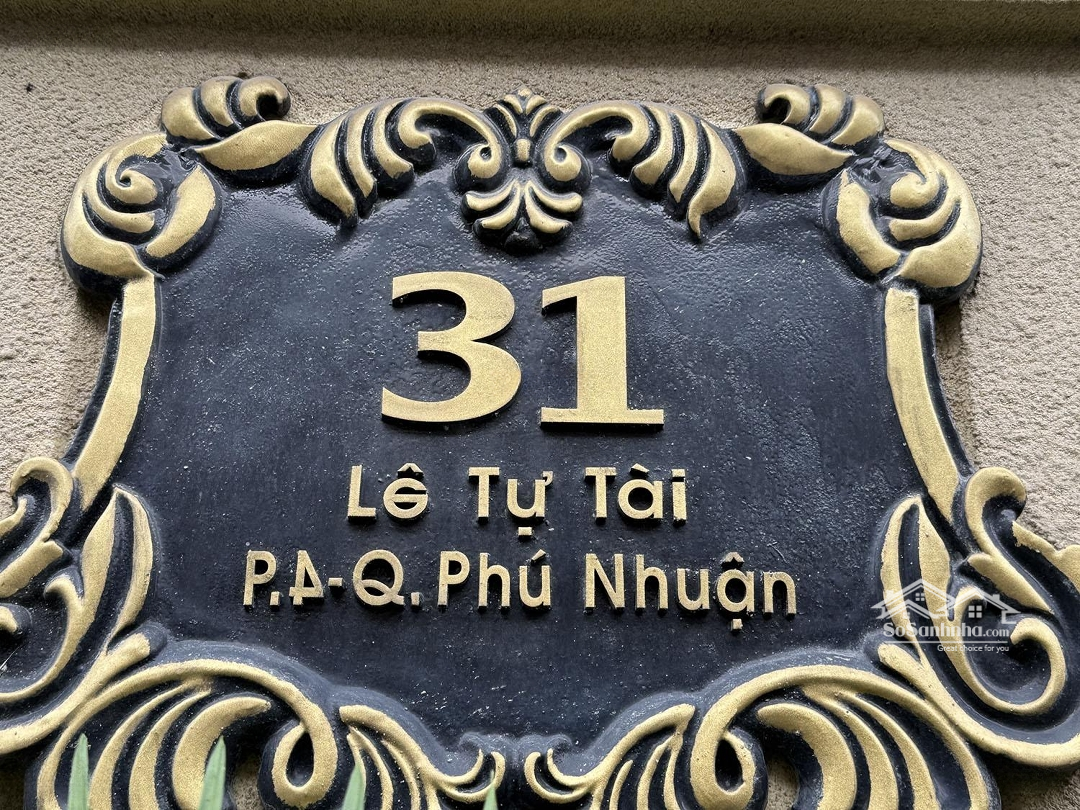 31
Lê Tự Tài
P.4-Q.Phú Nhuận
SoSanhnha.com
Great choice for you